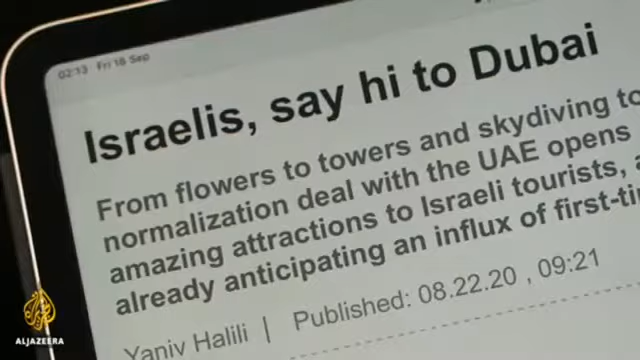 02:13 Fri 18 Sep
Israelis, say hi to Dubai
From flowers to towers and skydiving to
normalization deal with the UAE opens
amazing attractions to Israeli tourists,
already anticipating an influx of
Yaniv Halili | Published: 08.22.20 , 09:21
ALJAZEERA